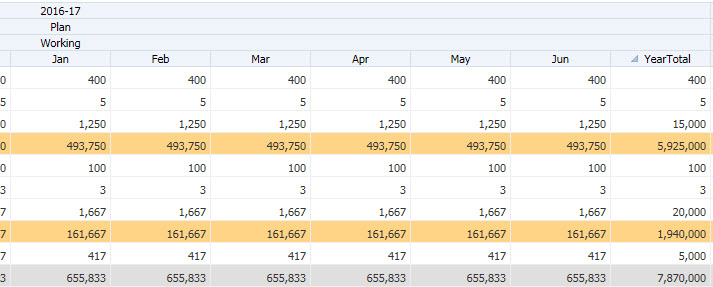 2016-17
Plan
Working
Jan Feb Mar Apr May Jun YearTotal
0 400 400 400 400 400 400 400
5 5 5 5 5 5 5 5
0 1,250 1,250 1,250 1,250 1,250 1,250 15,000
0 493,750 493,750 493,750 493,750 493,750 493,750 5,925,000
0 100 100 100 100 100 100 100
3 3 3 3 3 3 3 3
7 1,667 1,667 1,667 1,667 1,667 1,667 20,000
7 161,667 161,667 161,667 161,667 161,667 161,667 1,940,000
7 417 417 417 417 417 417 5,000
3 655,833 655,833 655,833 655,833 655,833 655,833 7,870,000